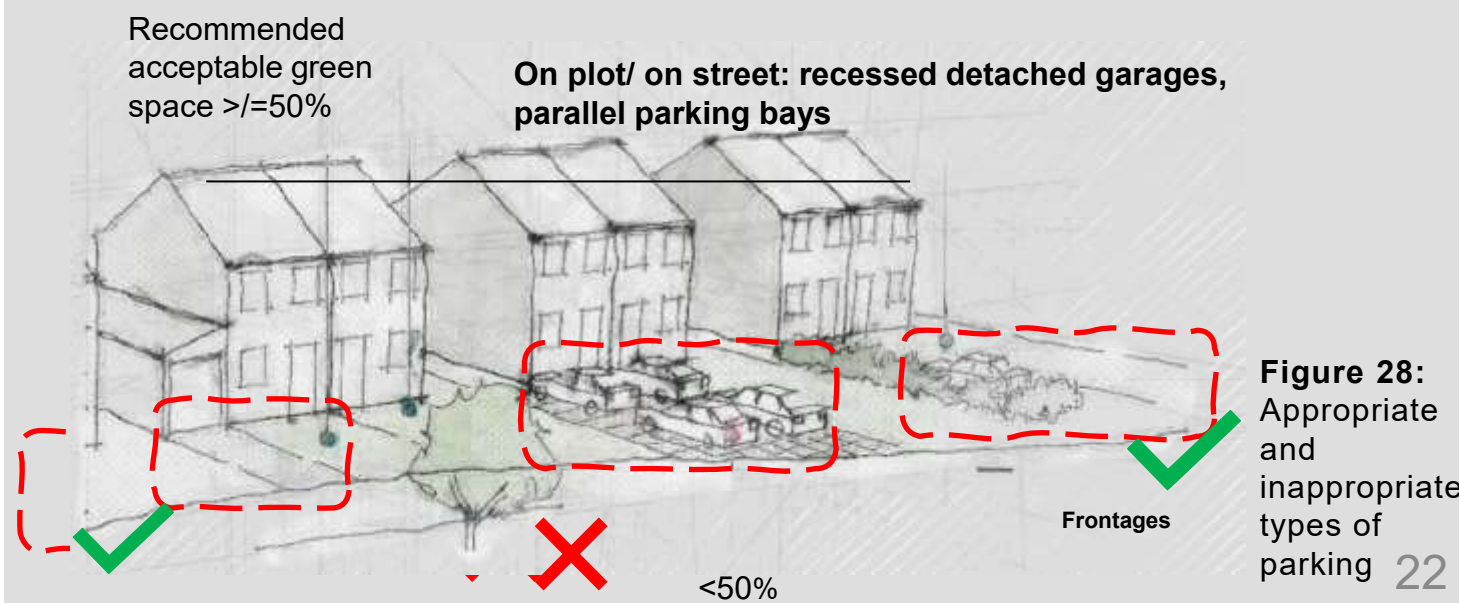 Recommended
acceptable green
space >/=50%
On plot/ on street: recessed detached garages,
parallel parking bays
Frontages
<50%
Figure 28:
Appropriate
and
inappropriate
types of
parking
22